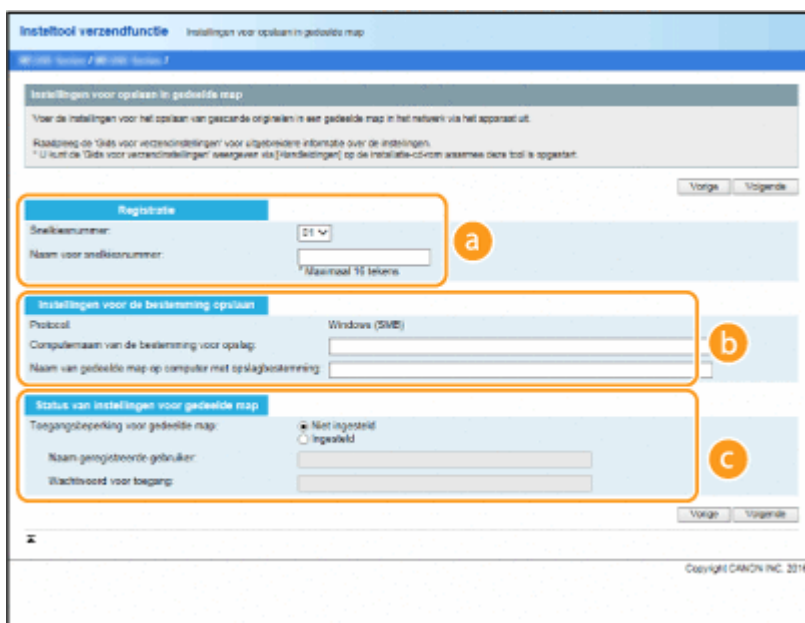 Insteltool verzendfunctie Instellingen voor opslaan in gedeelde map
Instellingen voor opslaan in gedeelde map
Voer de instellingen voor het opslaan van gescande originelen in een gedeelde map in het netwerk via het apparaat uit.
Raadpleeg de 'Gids voor verzendinstellingen' voor uitgebreidere informatie over de instellingen.
* U kunt de 'Gids voor verzendinstellingen' weergeven via [Handleidingen] op de installatie-cd-rom waarmee deze tool is opgestart.
Vorige Volgende
Registratie
Snelkiesnummer: 01
Naam voor snelkiesnummer:
* Maximaal 16 tekens
a
Instellingen voor de bestemming opslaan
Protocol: Windows (SMB)
Computernaam van de bestemming voor opslag:
Naam van gedeelde map op computer met opslagbestemming:
b
Status van instellingen voor gedeelde map
Toegangsbeperking voor gedeelde map: Niet ingesteld
Ingesteld
Naam geregistreerde gebruiker:
Wachtwoord voor toegang:
c
Vorige Volgende
Copyright CANON INC. 2016